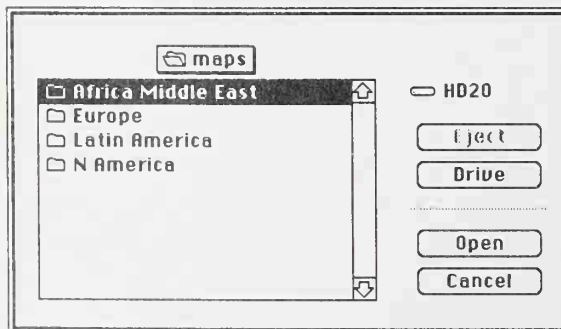 maps
Africa Middle East
Europe
Latin America
N America
HD20
Eject
Drive
Open
Cancel